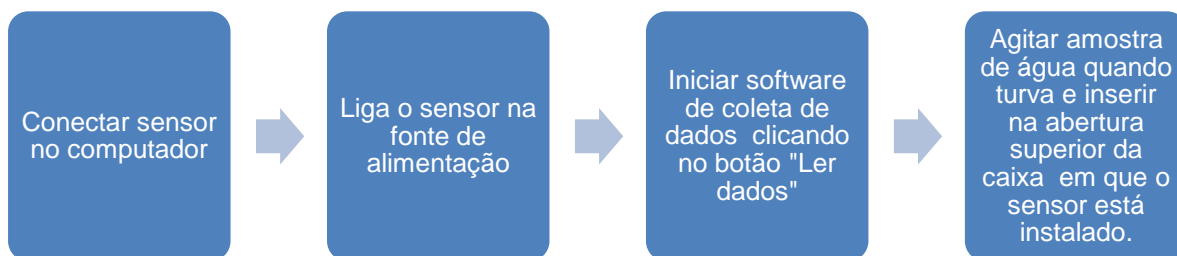 Conectar sensor
no computador
Liga o sensor na
fonte de
alimentação
Iniciar software
de coleta de
dados clicando
no botão "Ler
dados"
Agitar amostra
de água quando
turva e inserir
na abertura
superior da
caixa em que o
sensor está
instalado.